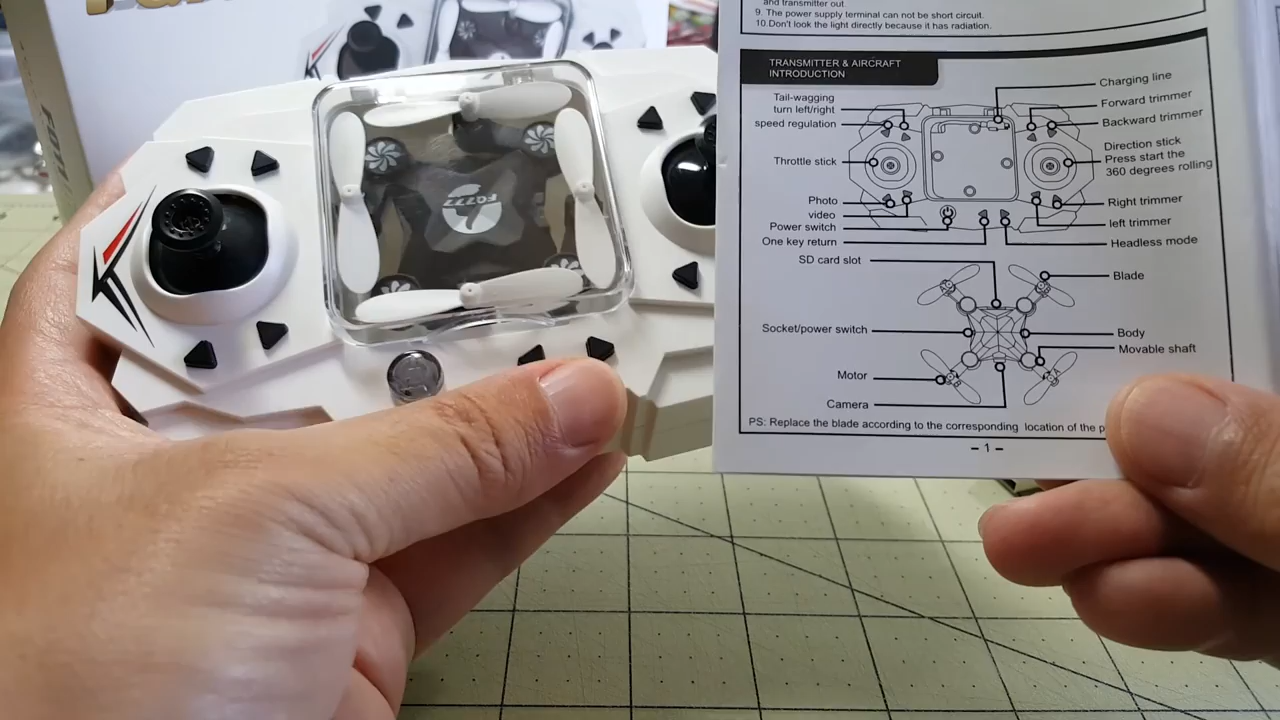 and transmitter out
9. The power supply terminal can not be short circuit.
10.Don't look the light directly because it has radiation.
TRANSMITTER & AIRCRAFT
INTRODUCTION
Charging line
Tail-wagging
turn left/right
Forward trimmer
speed regulation
Backward trimmer
Direction stick
Throttle stick
Press start the
360 degrees rolling
Photo
Right trimmer
video
Power switch
left trimmer
One key return
Headless mode
SD card slot
Blade
Socket/power switch
Body
Movable shaft
Motor
Camera
PS: Replace the blade according to the corresponding location of the p
– 1 –
FQ777